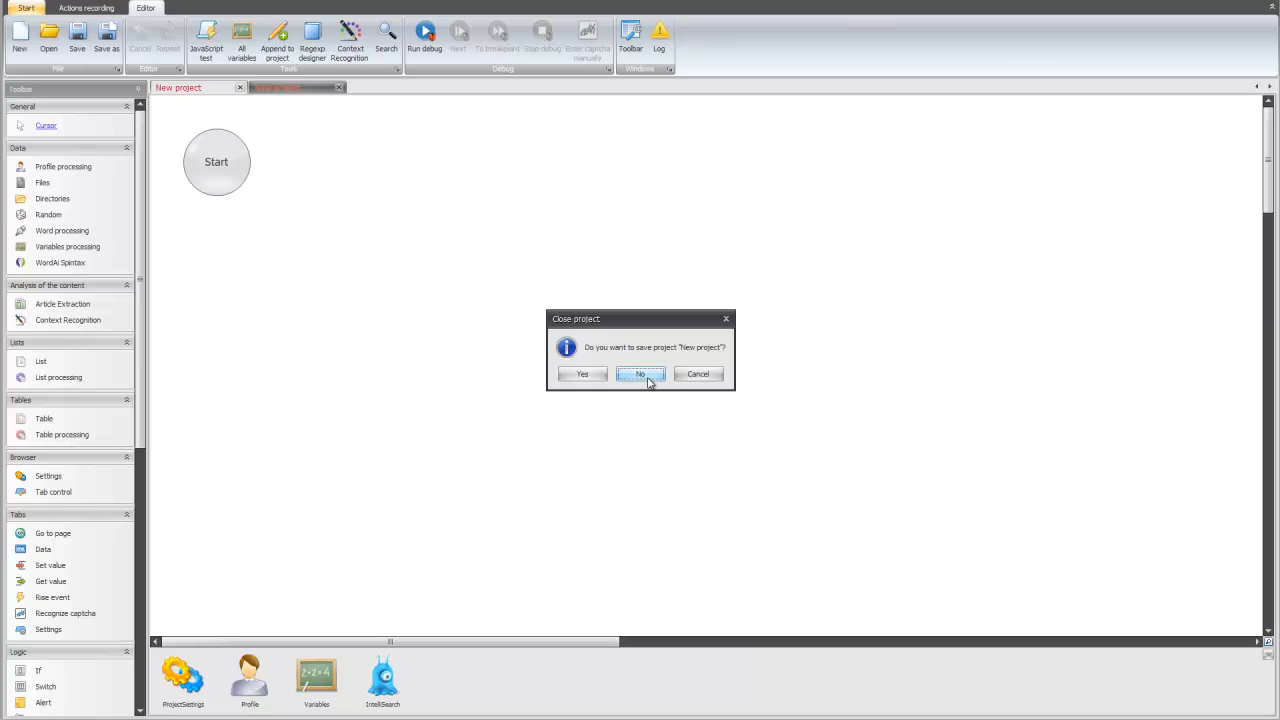 Start Actions recording Editor
New Open Save Save as Cancel Repeat JavaScript test All variables Append to project Regexp designer Context Recognition Search Run debug Next To breakpoint Stop debug Enter captcha manually Toolbar Log
File Editor Tools Debug Windows
Toolbar New project
General
Cursor
Data
Profile processing
Files
Directories
Random
Word processing
Variables processing
WordAi Spintax
Analysis of the content
Article Extraction
Context Recognition
Lists
List
List processing
Tables
Table
Table processing
Browser
Settings
Tab control
Tabs
Go to page
Data
Set value
Get value
Rise event
Recognize captcha
Settings
Logic
If
Switch
Alert
Start
Close project
Do you want to save project "New project"?
Yes No Cancel
2+2=4
ProjectSettings Profile Variables IntelliSearch